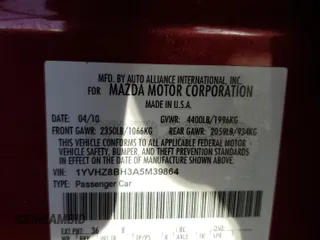 MFD. BY AUTO ALLIANCE INTERNATIONAL, INC.
FOR MAZDA MOTOR CORPORATION
MADE IN U.S.A.
DATE: 04/10 GVWR: 4400LB/1996KG
FRONT GAWR: 2350LB/1066KG REAR GAWR: 2059LB/934KG
THIS VEHICLE CONFORMS TO ALL APPLICABLE FEDERAL MOTOR
VEHICLE SAFETY, BUMPER, AND THEFT PREVENTION STANDARDS
IN EFFECT ON THE DATE OF MANUFACTURE SHOWN ABOVE.
VIN: 1YVHZ8BH3A5M39864
TYPE: Passenger Car